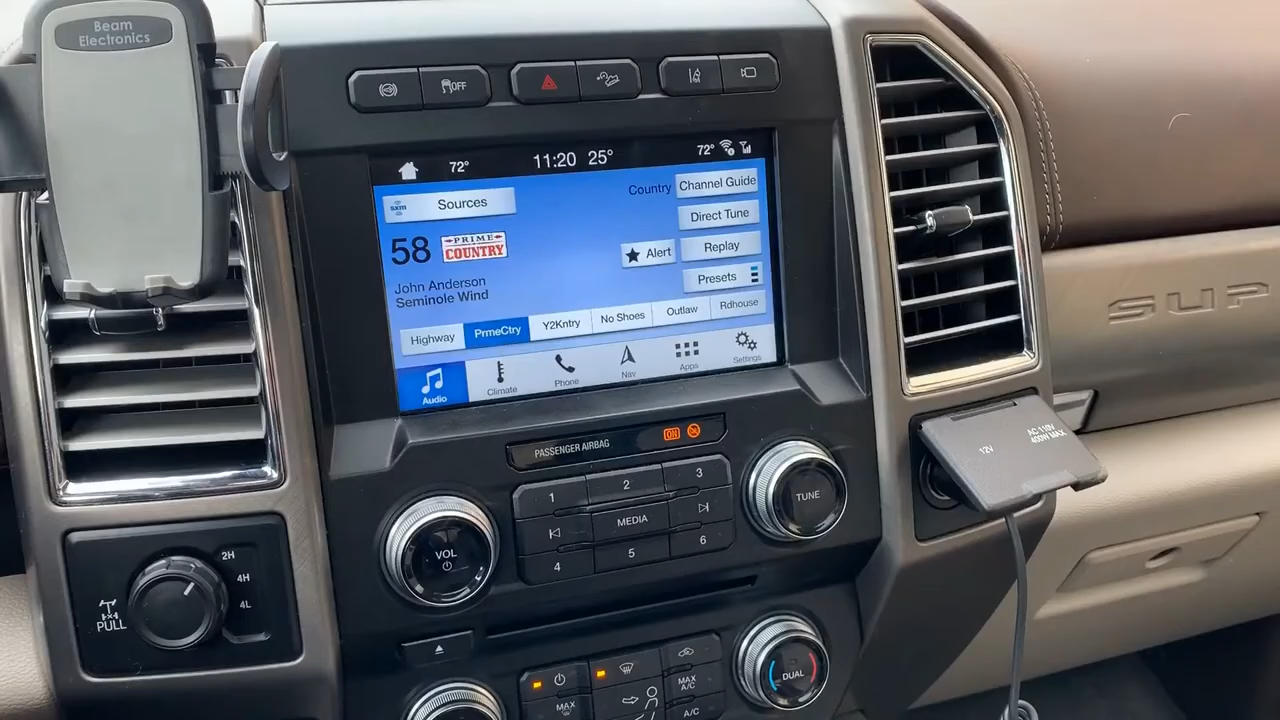 Beam
Electronics
OFF
72°
11:20 25°
72°
sxm
Sources
Country
Channel Guide
Direct Tune
58
PRIME
COUNTRY
Alert
Replay
Presets
John Anderson
Seminole Wind
Highway
PrmeCtry
Y2Kntry
No Shoes
Outlaw
Rdhouse
Audio
Climate
Phone
Nav
Apps
Settings
SUP
PASSENGER AIRBAG
ON
12V
AC 110V
400W MAX
1
2
3
MEDIA
4
5
6
VOL
TUNE
2H
4H
4L
PULL
MAX
MAX
A/C
A/C
DUAL